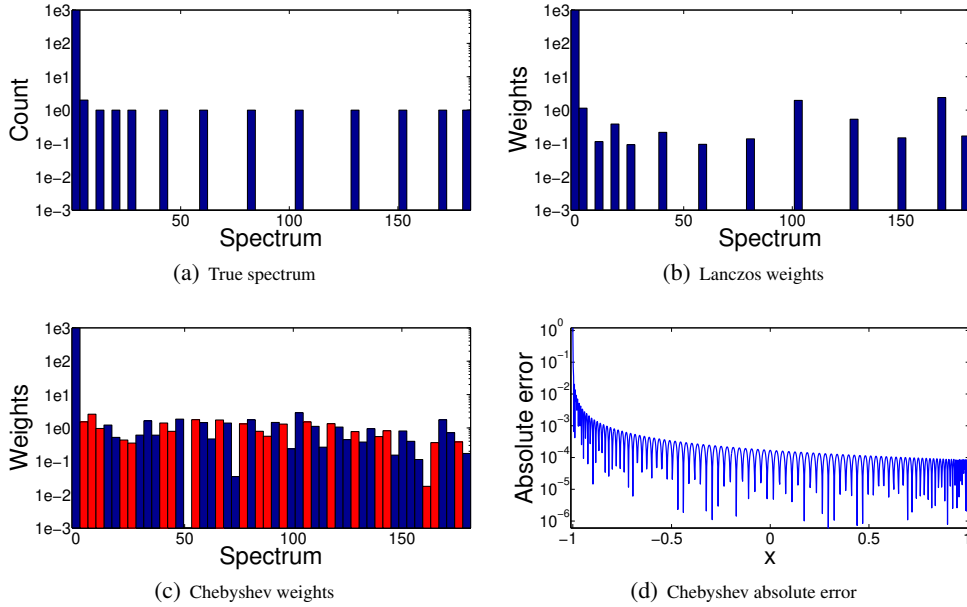 1e3
1e2
1e1
1e0
1e-1
1e-2
1e-3
Count
50 100 150
Spectrum
(a) True spectrum
1e3
1e2
1e1
1e0
1e-1
1e-2
1e-3
Weights
0 50 100 150
Spectrum
(b) Lanczos weights
1e3
1e2
1e1
1e0
1e-1
1e-2
1e-3
Weights
0 50 100 150
Spectrum
(c) Chebyshev weights
10^0
10^-1
10^-2
10^-3
10^-4
10^-5
10^-6
Absolute error
-1 -0.5 0 0.5 1
x
(d) Chebyshev absolute error